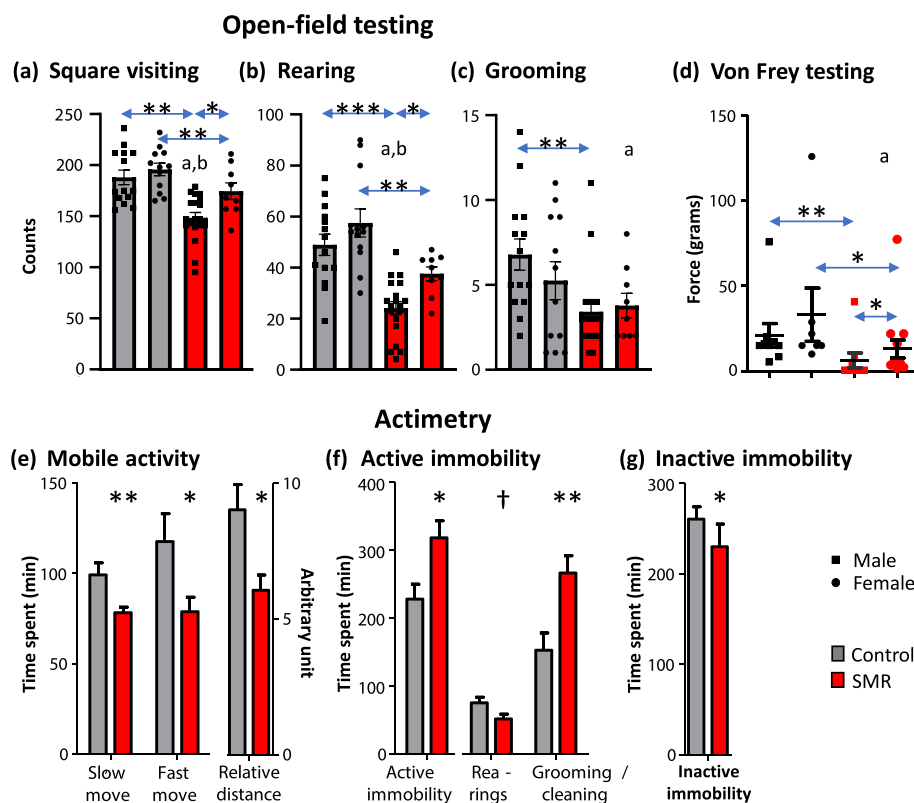 Open-field testing
(a) Square visiting
(b) Rearing
(c) Grooming
(d) Von Frey testing
Counts
250
200
150
100
50
0
** *
**
a,b
100
80
60
40
20
0
*** *
a,b
**
15
10
5
0
**
a
Force (grams)
150
100
50
0
a
**
*
*
Actimetry
(e) Mobile activity
(f) Active immobility
(g) Inactive immobility
Time spent (min)
150
100
50
0
** * *
10
5
0
Arbitrary unit
Slow move
Fast move
Relative distance
Time spent (min)
400
300
200
100
0
* † **
Active immobility
Rea - rings
Grooming / cleaning
Time spent (min)
300
200
100
0
*
Inactive immobility
Male
Female
Control
SMR